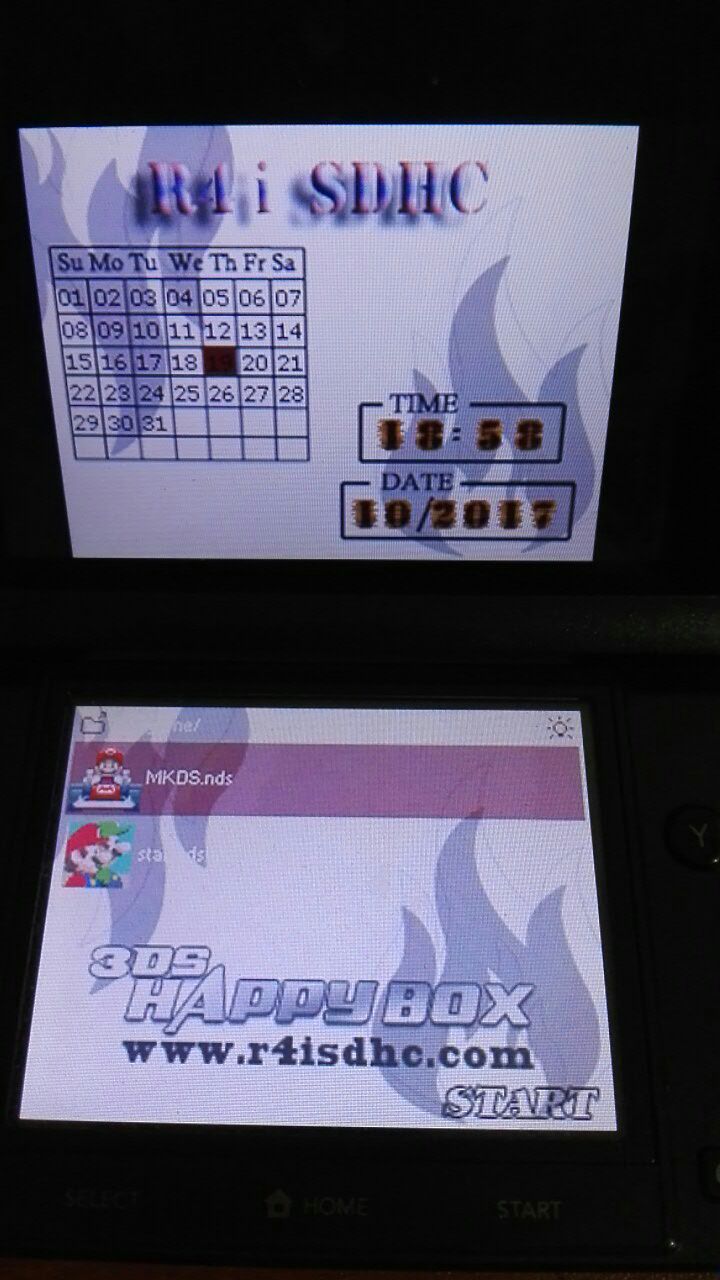 R4i SDHC
Su Mo Tu We Th Fr Sa
01 02 03 04 05 06 07
08 09 10 11 12 13 14
15 16 17 18 19 20 21
22 23 24 25 26 27 28
29 30 31
TIME
18:58
DATE
10/2017
MKDS.nds
3DS
HAPPY BOX
www.r4isdhc.com
START
Y
SELECT HOME START